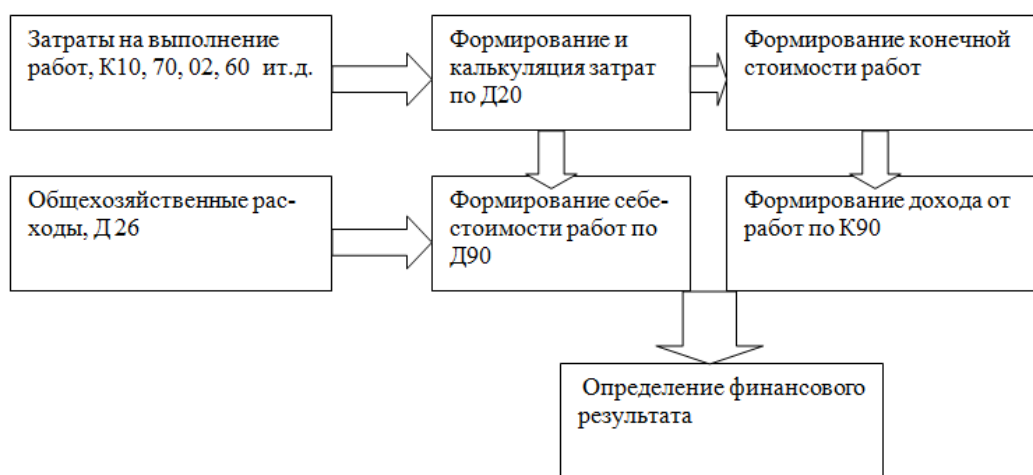 Затраты на выполнение
работ, К10, 70, 02, 60 ит.д.
Формирование и
калькуляция затрат
по Д20
Формирование конечной
стоимости работ
Общехозяйственные рас-
ходы, Д 26
Формирование себе-
стоимости работ по
Д90
Формирование дохода от
работ по К90
Определение финансового
результата